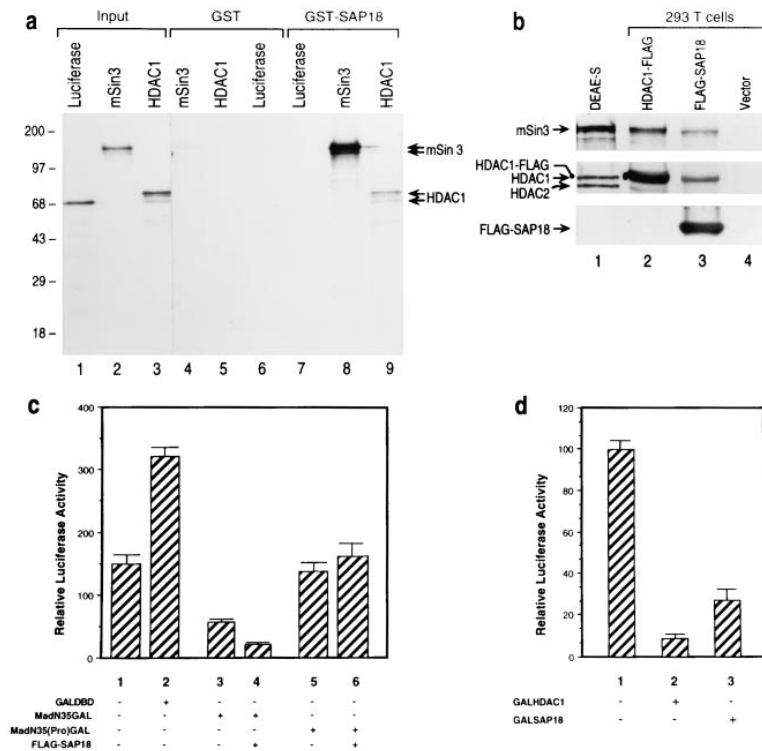 a
Input GST GST-SAP18
Luciferase mSin3 HDAC1 mSin3 HDAC1 Luciferase Luciferase mSin3 HDAC1
200
97
68
43
29
18
mSin 3
HDAC1
1 2 3 4 5 6 7 8 9
b
293 T cells
DEAE-S HDAC1-FLAG FLAG-SAP18 Vector
mSin3
HDAC1-FLAG
HDAC1
HDAC2
FLAG-SAP18
1 2 3 4
c
Relative Luciferase Activity
400
300
200
100
0
1 2 3 4 5 6
GALDBD - + - - - -
MadN35GAL - - + + - -
MadN35(Pro)GAL - - - - + +
FLAG-SAP18 - - - + - +
d
Relative Luciferase Activity
120
100
80
60
40
20
0
1 2 3
GALHDAC1 - + -
GALSAP18 - - +